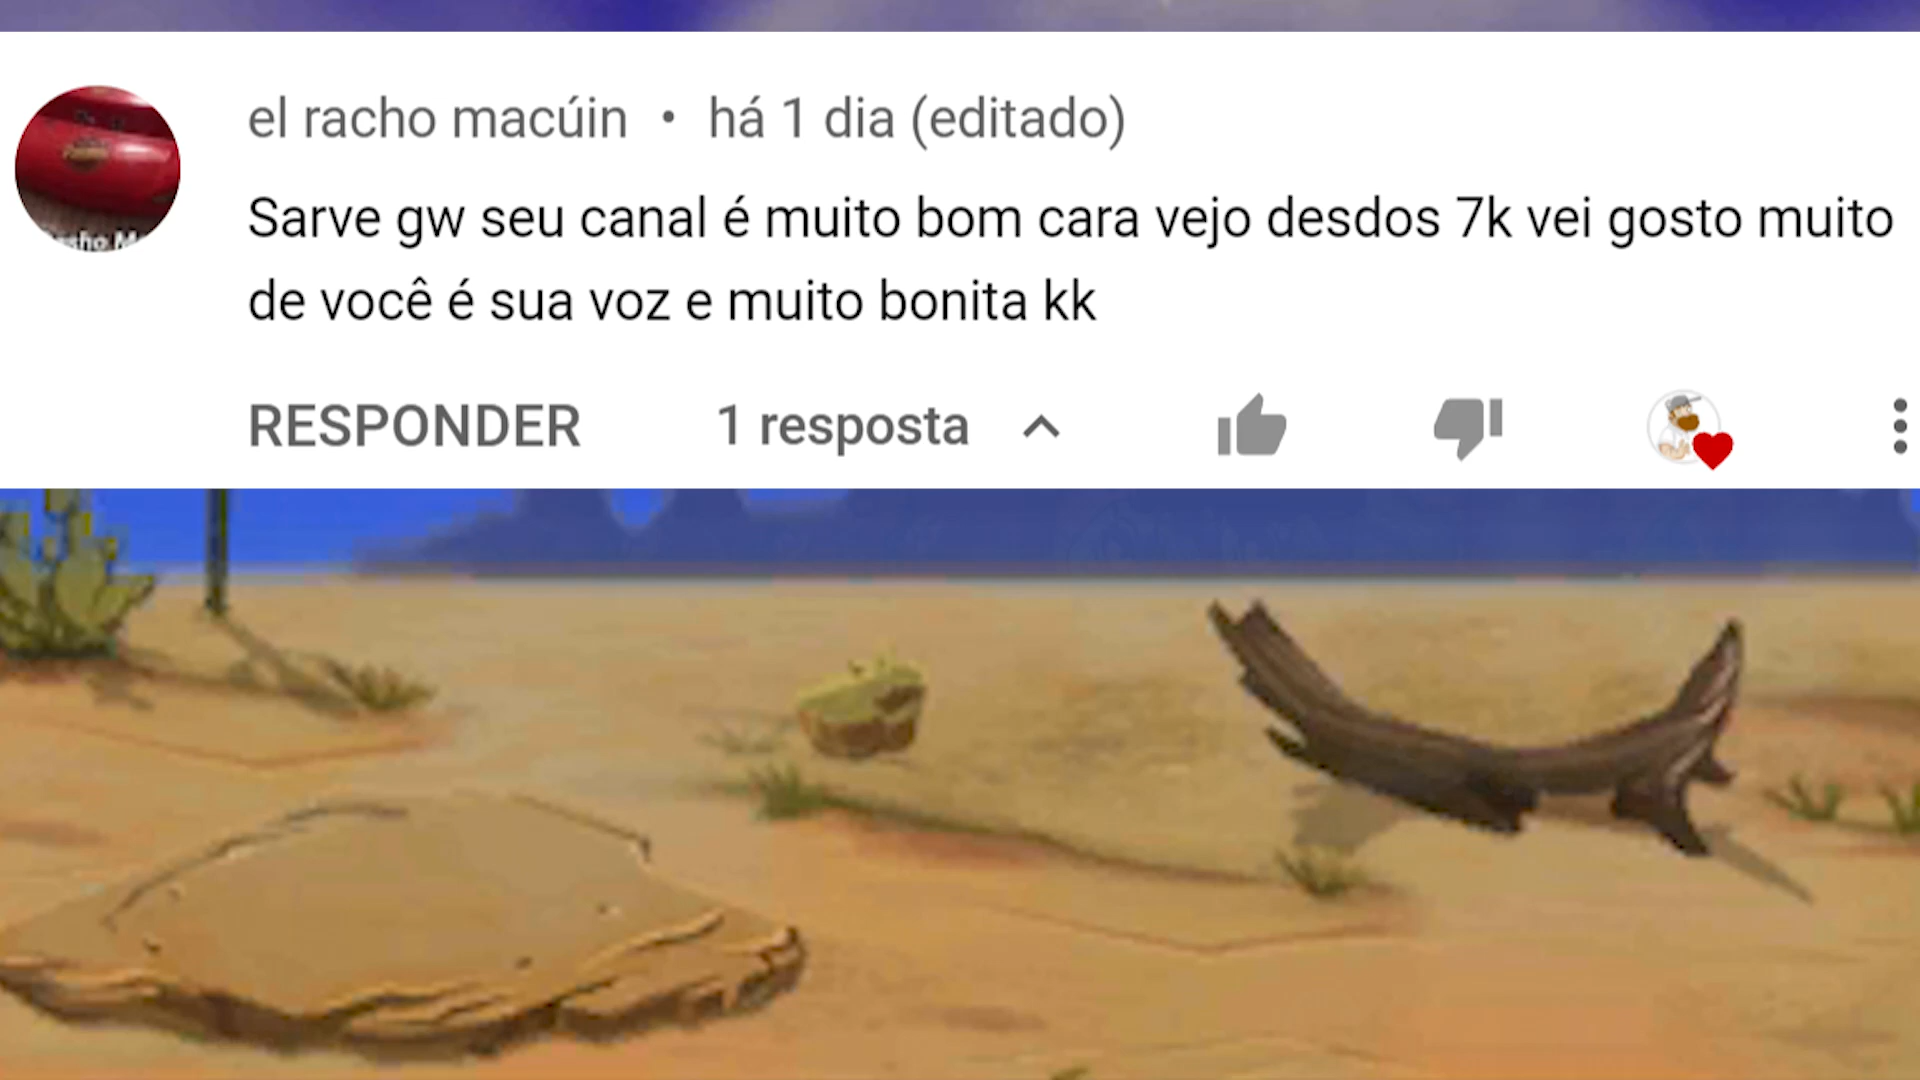 el racho macúin • há 1 dia (editado)
Sarve gw seu canal é muito bom cara vejo desdos 7k vei gosto muito
de você é sua voz e muito bonita kk
RESPONDER 1 resposta